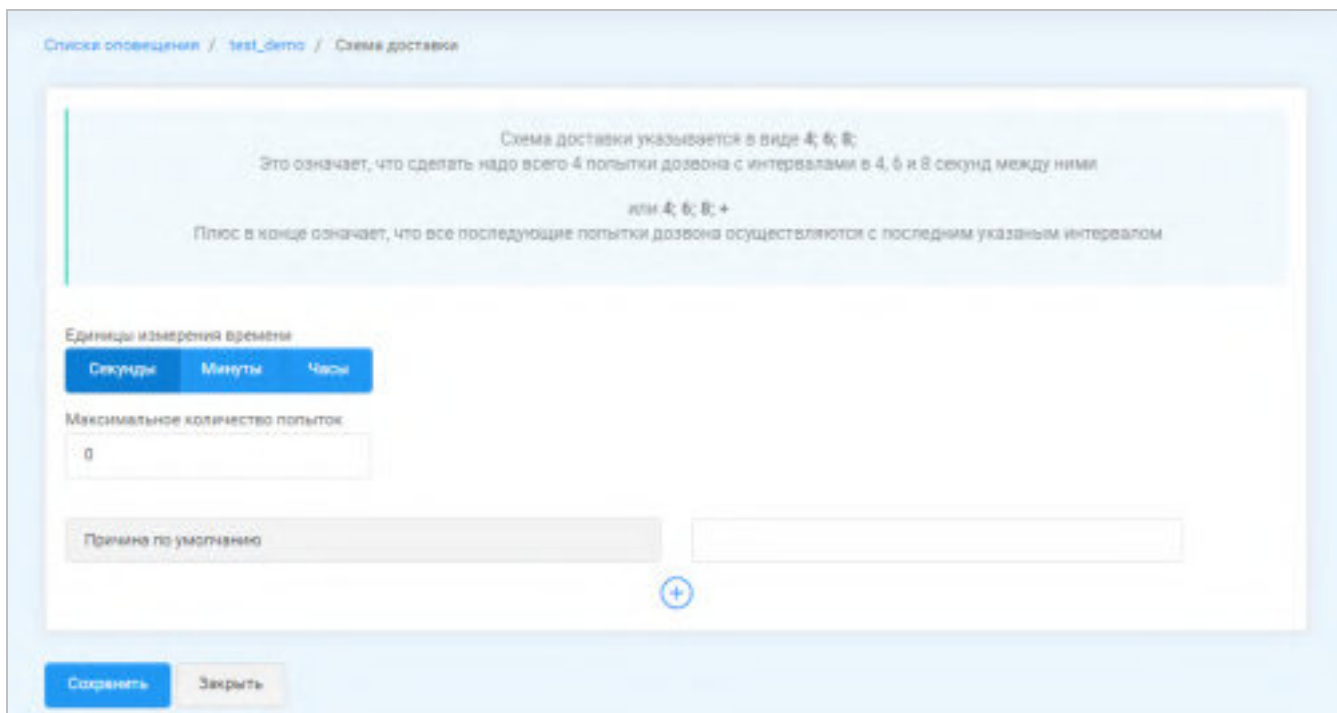 Списки оповещения / test_demo / Схема доставки
Схема доставки указывается в виде 4; 6; 8;
Это означает, что сделать надо всего 4 попытки дозвона с интервалами в 4, 6 и 8 секунд между ними
или 4; 6; 8; +
Плюс в конце означает, что все последующие попытки дозвона осуществляются с последним указаным интервалом
Единицы измерения времени
Секунды Минуты Часы
Максимальное количество попыток
0
Причина по умолчанию
Сохранить Закрыть